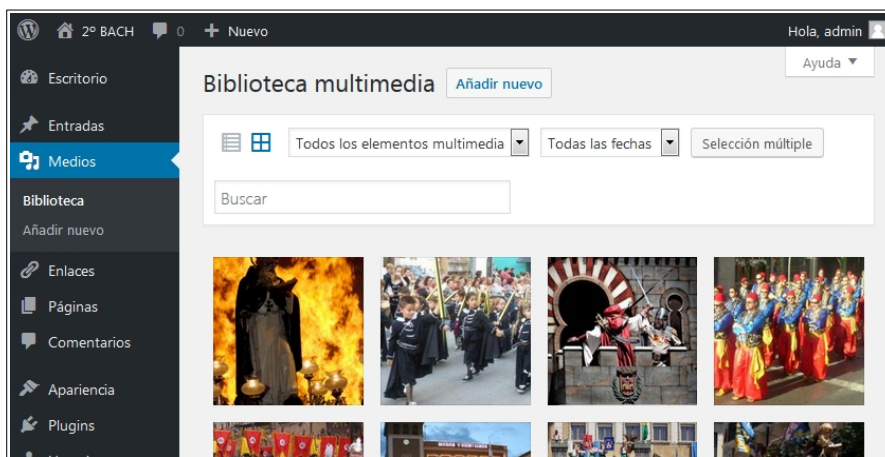 2º BACH 0 + Nuevo Hola, admin
Ayuda
Escritorio
Entradas
Medios
Biblioteca
Añadir nuevo
Enlaces
Páginas
Comentarios
Apariencia
Plugins
Biblioteca multimedia Añadir nuevo
Todos los elementos multimedia Todas las fechas Selección múltiple
Buscar